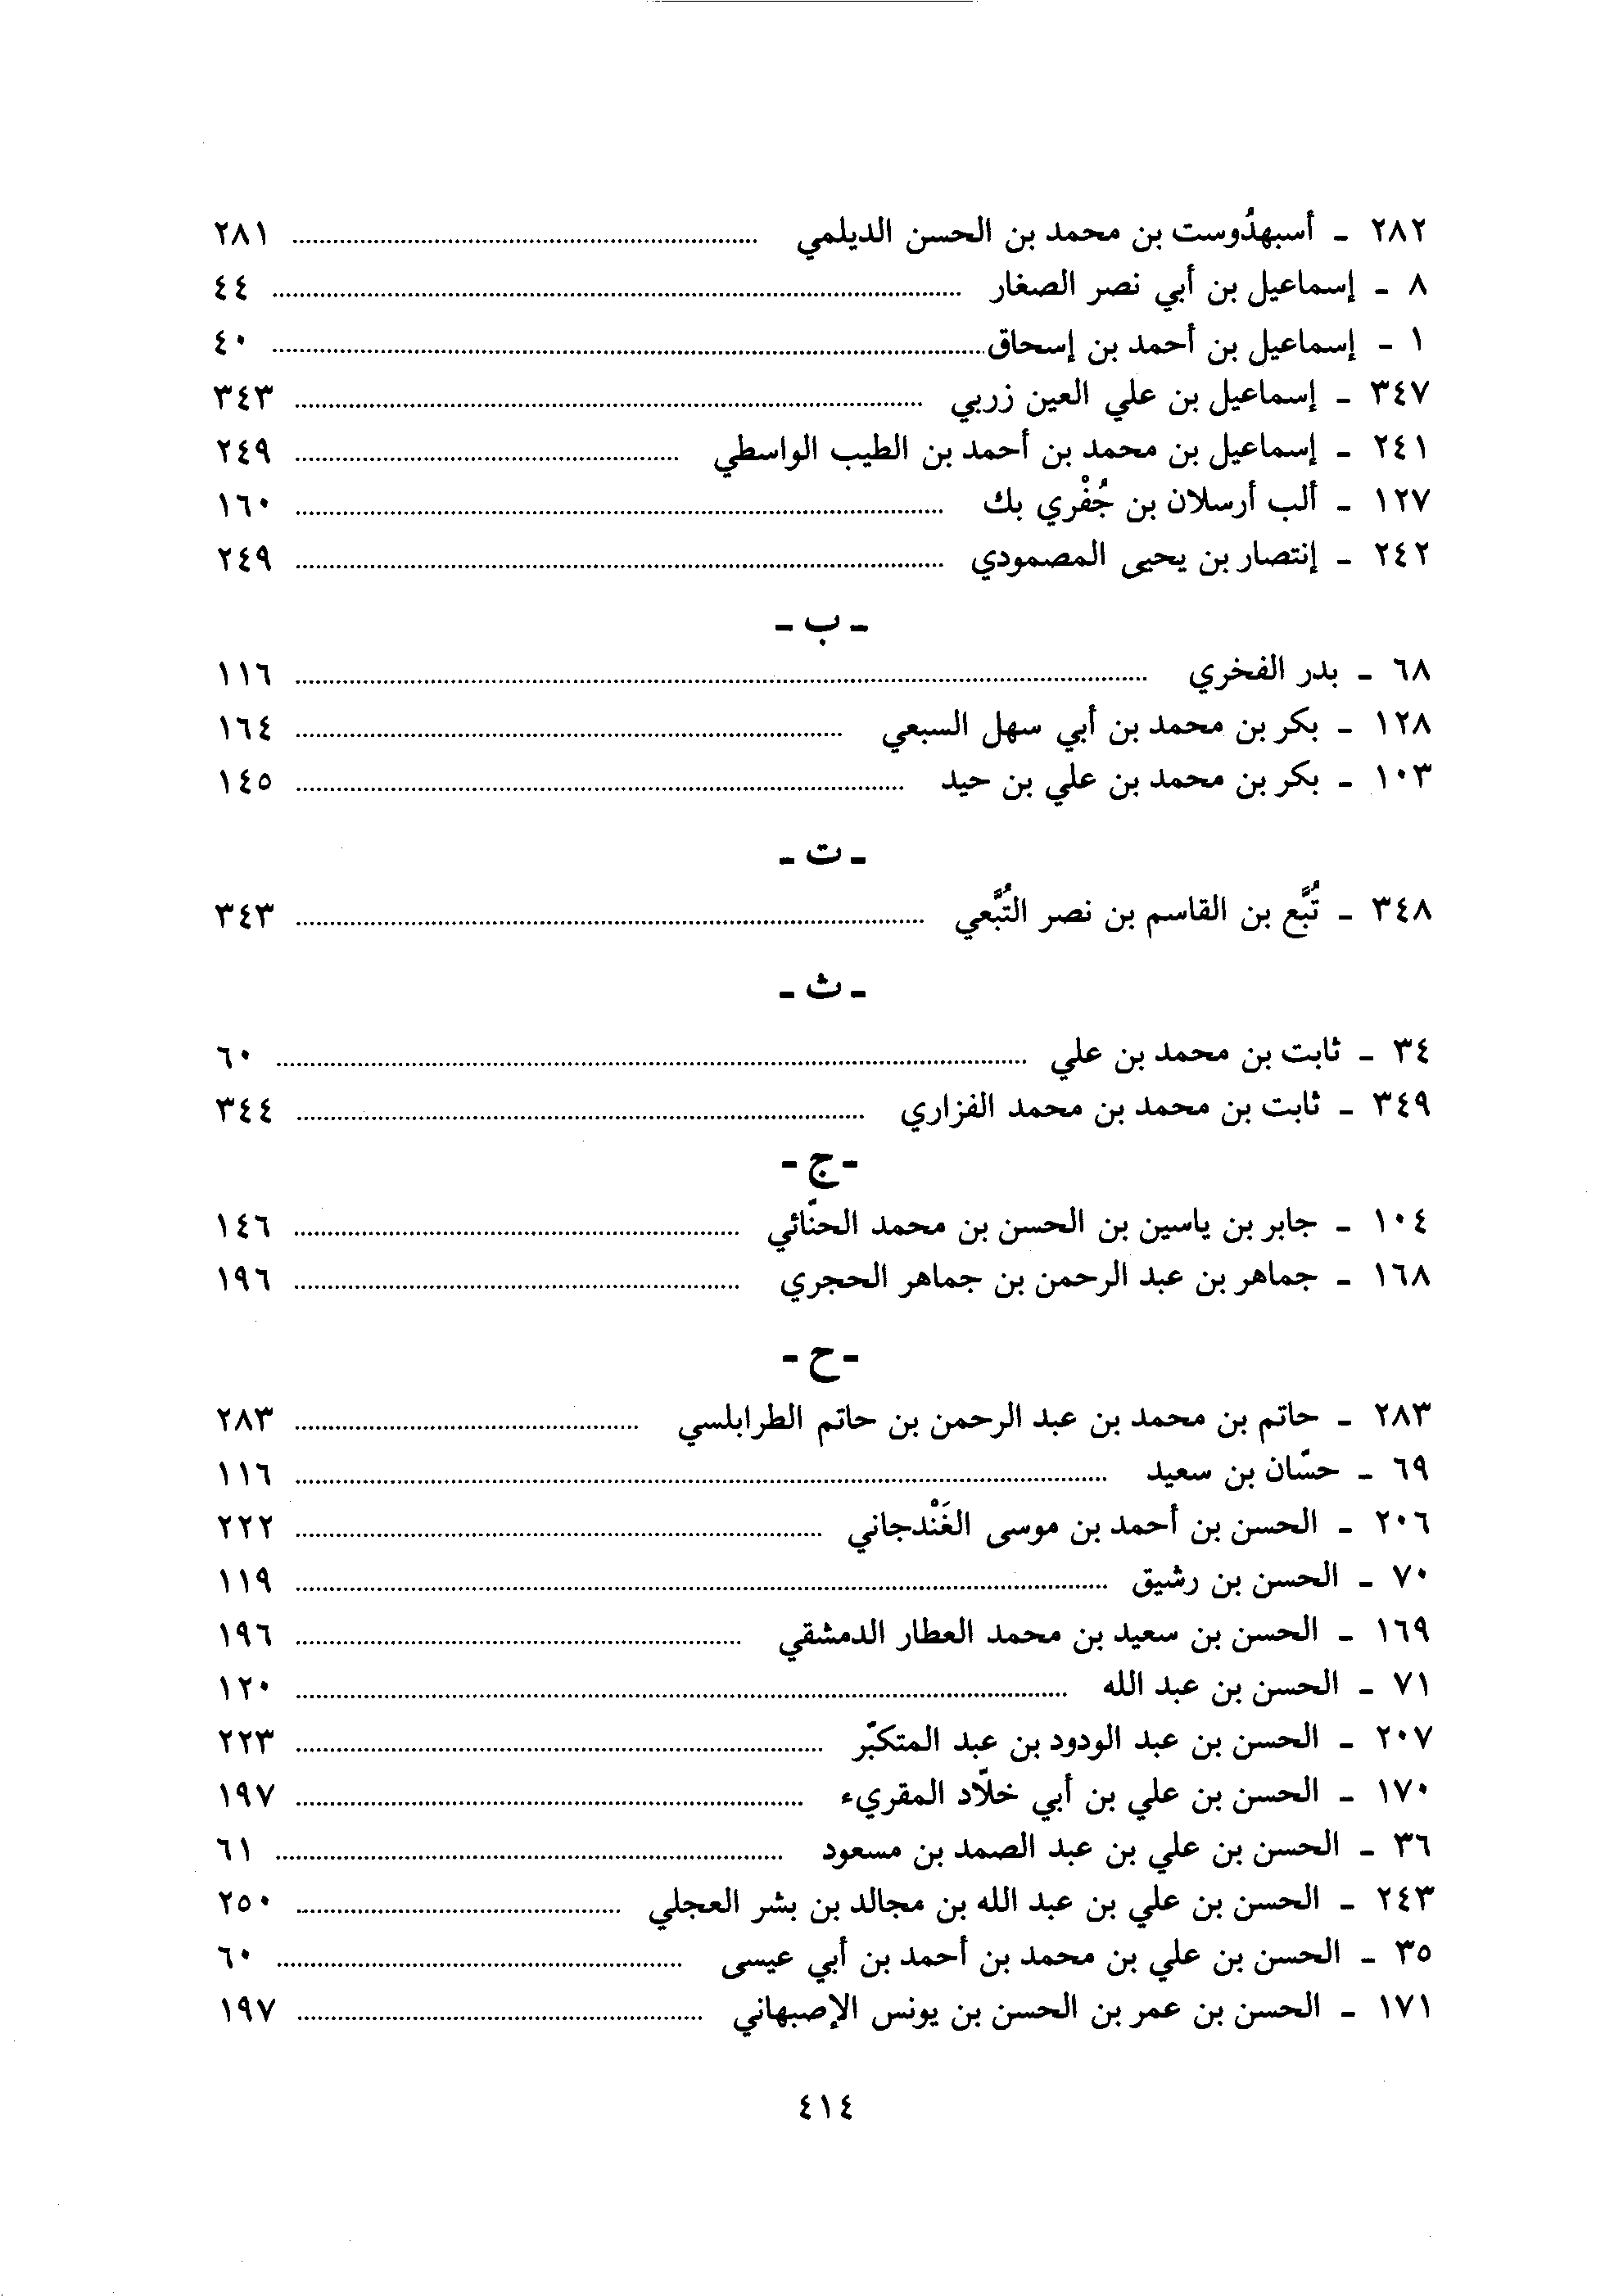 ٢٨٢ - أسبهدُوست بن محمد بن الحسن الديلمي ........ ٢٨١
٨ - إسماعيل بن أبي نصر الصغار ........ ٤٤
١ - إسماعيل بن أحمد بن إسحاق ........ ٤٠
٣٤٧ - إسماعيل بن علي العين زربي ........ ٣٤٣
٢٤١ - إسماعيل بن محمد بن أحمد بن الطيب الواسطي ........ ٢٤٩
١٢٧ - ألب أرسلان بن جُفْري بك ........ ١٦٠
٢٤٢ - إنتصار بن يحيى المصمودي ........ ٢٤٩
- ب -
٦٨ - بدر الفخري ........ ١١٦
١٢٨ - بكر بن محمد بن أبي سهل السبعي ........ ١٦٤
١٠٣ - بكر بن محمد بن علي بن حيد ........ ١٤٥
- ت -
٣٤٨ - تُبَّع بن القاسم بن نصر التُبَّعي ........ ٣٤٣
- ث -
٣٤ - ثابت بن محمد بن علي ........ ٦٠
٣٤٩ - ثابت بن محمد بن محمد الفزاري ........ ٣٤٤
- ج -
١٠٤ - جابر بن ياسين بن الحسن بن محمد الحنّائي ........ ١٤٦
١٦٨ - جماهر بن عبد الرحمن بن جماهر الحجري ........ ١٩٦
- ح -
٢٨٣ - حاتم بن محمد بن عبد الرحمن بن حاتم الطرابلسي ........ ٢٨٣
٦٩ - حسّان بن سعيد ........ ١١٦
٢٠٦ - الحسن بن أحمد بن موسى الغَنْدجاني ........ ٢٢٢
٧٠ - الحسن بن رشيق ........ ١١٩
١٦٩ - الحسن بن سعيد بن محمد العطار الدمشقي ........ ١٩٦
٧١ - الحسن بن عبد الله ........ ١٢٠
٢٠٧ - الحسن بن عبد الودود بن عبد المتكبّر ........ ٢٢٣
١٧٠ - الحسن بن علي بن أبي خلّاد المقريء ........ ١٩٧
٣٦ - الحسن بن علي بن عبد الصمد بن مسعود ........ ٦١
٢٤٣ - الحسن بن علي بن عبد الله بن مجالد بن بشر العجلي ........ ٢٥٠
٣٥ - الحسن بن علي بن محمد بن أحمد بن أبي عيسى ........ ٦٠
١٧١ - الحسن بن عمر بن الحسن بن يونس الإصبهاني ........ ١٩٧
٤١٤